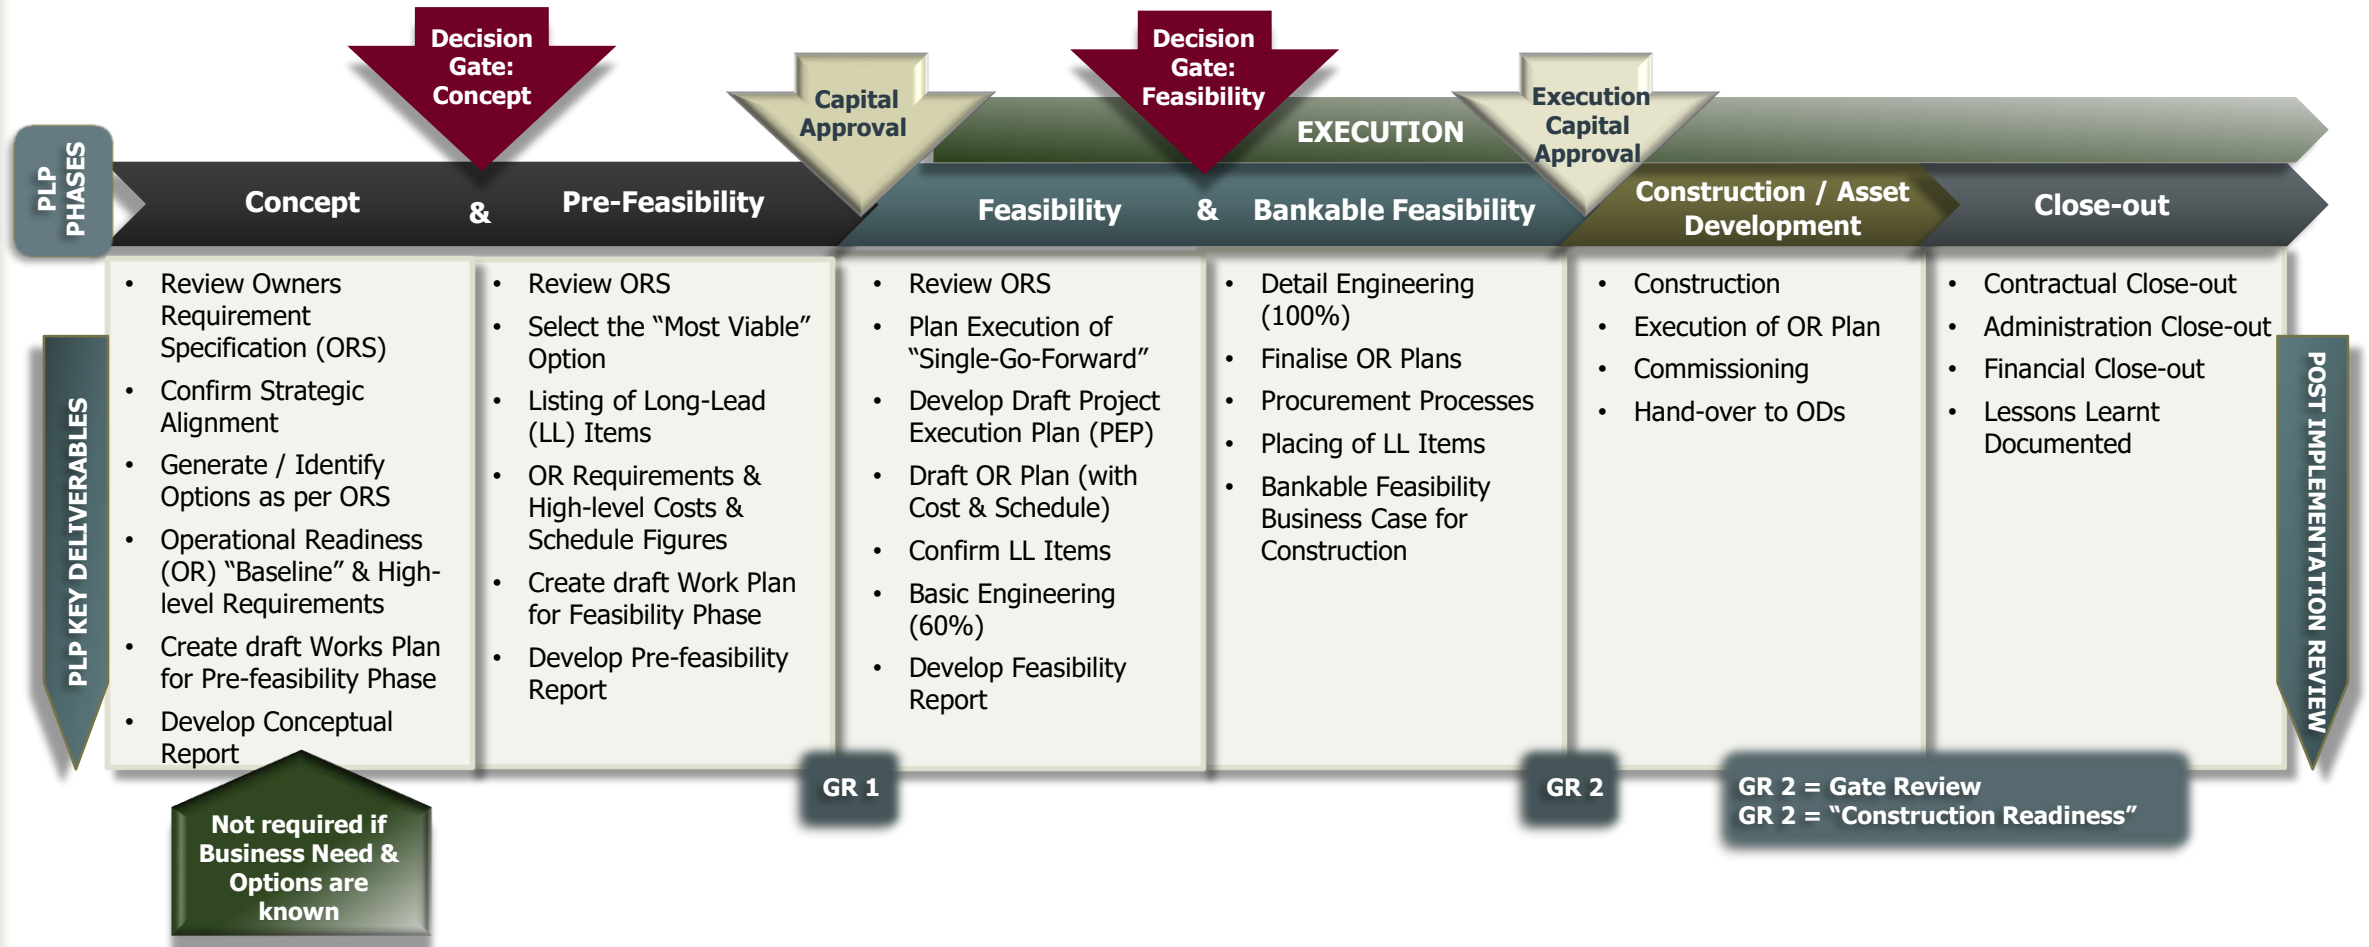 Decision
Gate:
Concept
Capital
Approval
Decision
Gate:
Feasibility
Execution
Capital
Approval
EXECUTION
PLP
PHASES
Concept
&
Pre-Feasibility
Feasibility
&
Bankable Feasibility
Construction / Asset
Development
Close-out
PLP KEY DELIVERABLES
• Review Owners
Requirement
Specification (ORS)
• Confirm Strategic
Alignment
• Generate / Identify
Options as per ORS
• Operational Readiness
(OR) “Baseline” & High-
level Requirements
• Create draft Works Plan
for Pre-feasibility Phase
• Develop Conceptual
Report
• Review ORS
• Select the “Most Viable”
Option
• Listing of Long-Lead
(LL) Items
• OR Requirements &
High-level Costs &
Schedule Figures
• Create draft Work Plan
for Feasibility Phase
• Develop Pre-feasibility
Report
• Review ORS
• Plan Execution of
“Single-Go-Forward”
• Develop Draft Project
Execution Plan (PEP)
• Draft OR Plan (with
Cost & Schedule)
• Confirm LL Items
• Basic Engineering
(60%)
• Develop Feasibility
Report
• Detail Engineering
(100%)
• Finalise OR Plans
• Procurement Processes
• Placing of LL Items
• Bankable Feasibility
Business Case for
Construction
• Construction
• Execution of OR Plan
• Commissioning
• Hand-over to ODs
• Contractual Close-out
• Administration Close-out
• Financial Close-out
• Lessons Learnt
Documented
POST IMPLEMENTATION REVIEW
GR 1
GR 2
GR 2 = Gate Review
GR 2 = “Construction Readiness”
Not required if
Business Need &
Options are
known